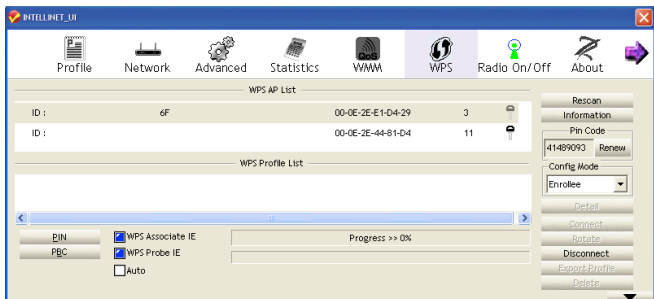 INTELLINET_UI
Profile Network Advanced Statistics QoS WMM WPS Radio On/Off About
WPS AP List
ID : 6F 00-0E-2E-E1-D4-29 3
ID : 00-0E-2E-44-81-D4 11
WPS Profile List
Rescan
Information
Pin Code
41489093 Renew
Config Mode
Enrollee
Detail
Connect
Rotate
Disconnect
Export Profile
Delete
PIN WPS Associate IE Progress >> 0%
PBC WPS Probe IE
Auto